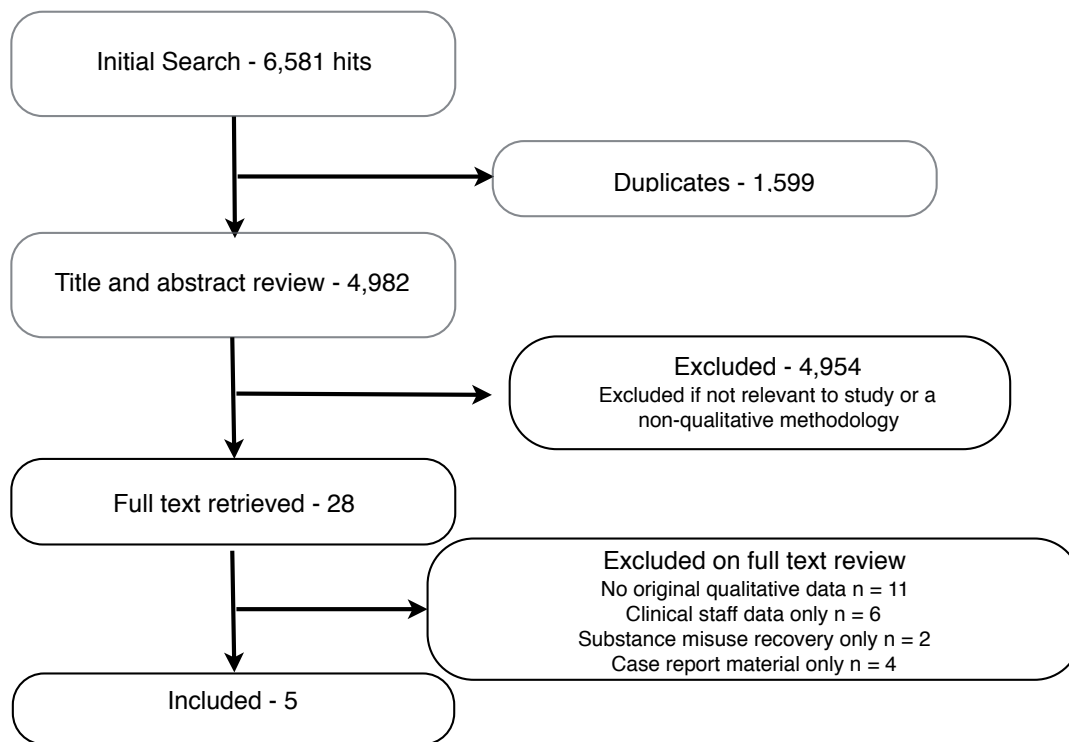 Initial Search - 6,581 hits
Duplicates - 1,599
Title and abstract review - 4,982
Excluded - 4,954
Excluded if not relevant to study or a
non-qualitative methodology
Full text retrieved - 28
Excluded on full text review
No original qualitative data n = 11
Clinical staff data only n = 6
Substance misuse recovery only n = 2
Case report material only n = 4
Included - 5